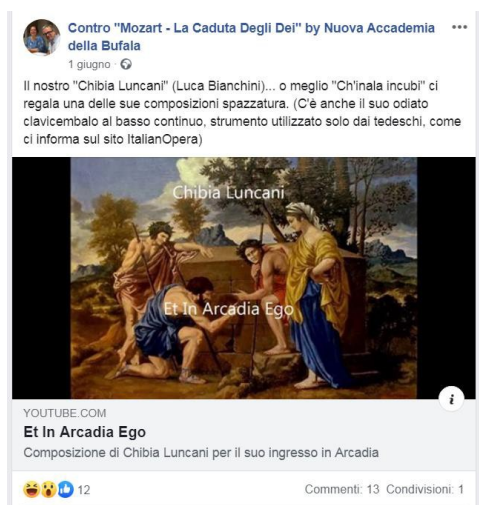 Contro "Mozart - La Caduta Degli Dei" by Nuova Accademia
della Bufala
1 giugno ·
Il nostro "Chibia Luncani" (Luca Bianchini)... o meglio "Ch'inala incubi" ci
regala una delle sue composizioni spazzatura. (C'è anche il suo odiato
clavicembalo al basso continuo, strumento utilizzato solo dai tedeschi, come
ci informa sul sito ItalianOpera)
Chibia Luncani
Et In Arcadia Ego
YOUTUBE.COM
Et In Arcadia Ego
Composizione di Chibia Luncani per il suo ingresso in Arcadia
12
Commenti: 13 Condivisioni: 1